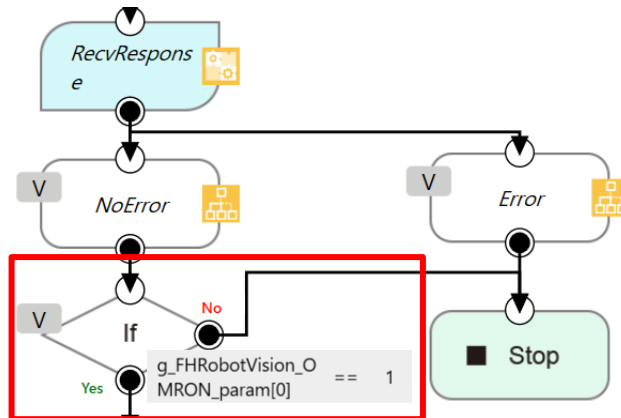 RecvRespons
e
V
NoError
V
Error
V
If
No
Yes
g_FHRobotVision_O
MRON_param[0]
== 1
Stop